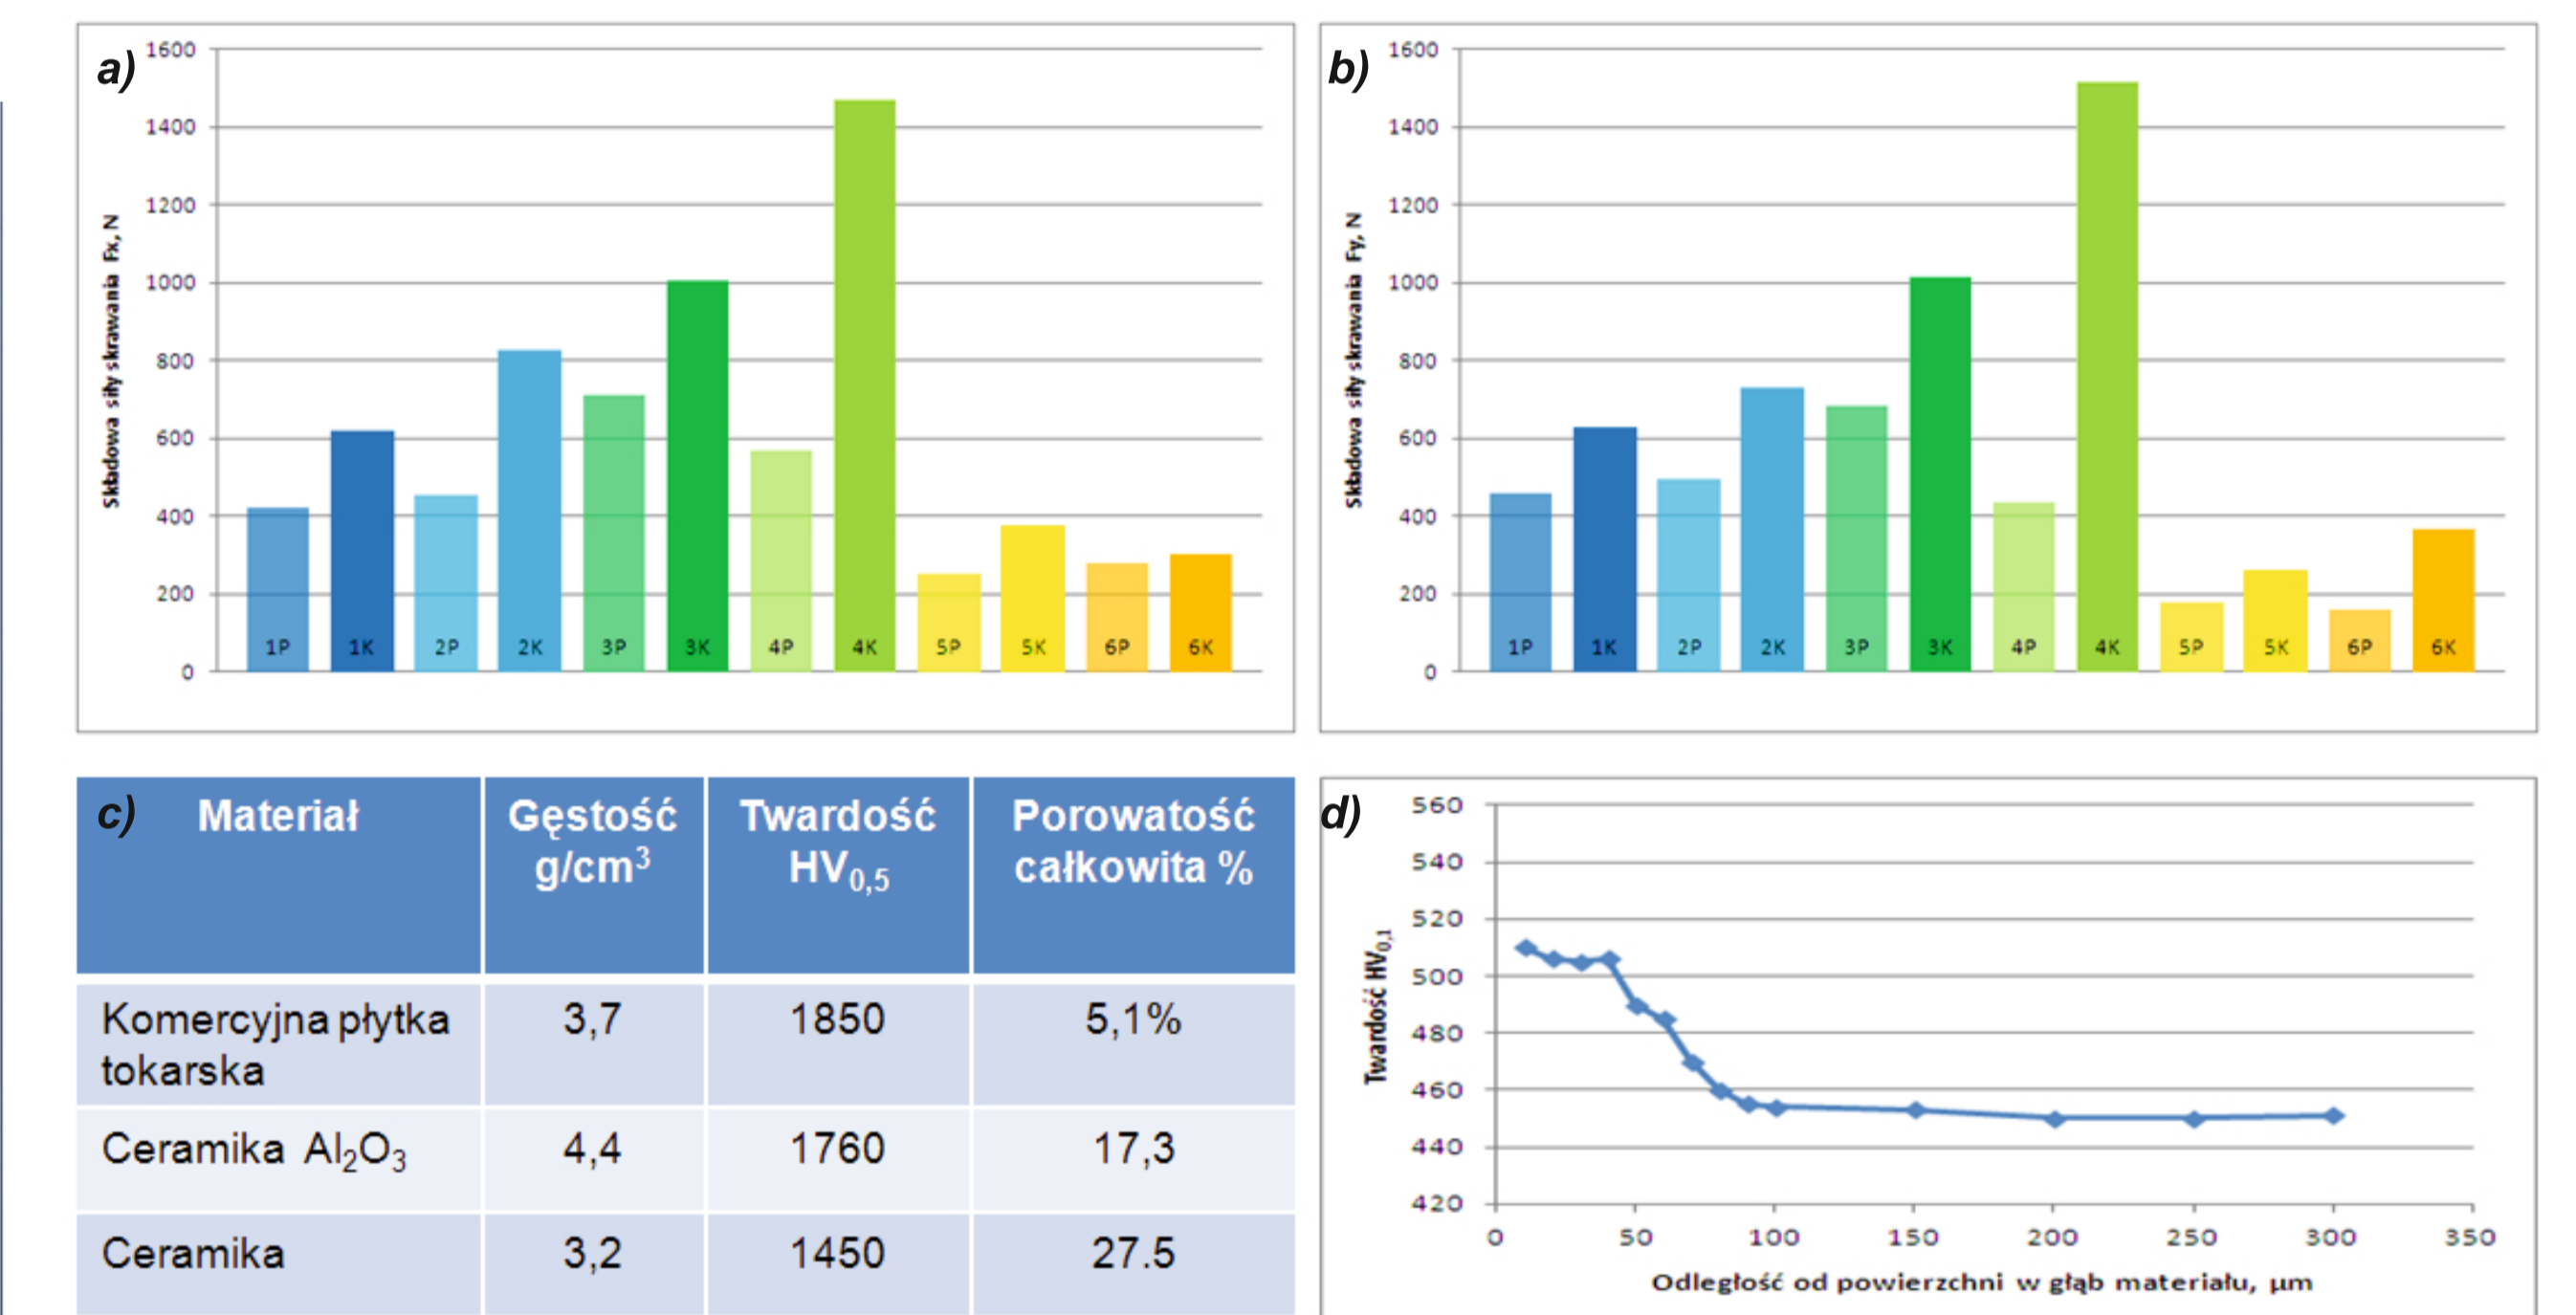 a)
1600
1400
1200
1000
800
600
400
200
0
Składowa siły skrawania Fx, N
1P 1K 2P 2K 3P 3K 4P 4K 5P 5K 6P 6K
b)
1600
1400
1200
1000
800
600
400
200
0
Składowa siły skrawania Fy, N
1P 1K 2P 2K 3P 3K 4P 4K 5P 5K 6P 6K
c)
Materiał Gęstość Twardość Porowatość
g/cm³ HV₀,₅ całkowita %
Komercyjna płytka 3,7 1850 5,1%
tokarska
Ceramika Al₂O₃ 4,4 1760 17,3
Ceramika 3,2 1450 27.5
d)
560
540
520
500
480
460
440
420
Twardość HV₀,₁
0 50 100 150 200 250 300 350
Odległość od powierzchni w głąb materiału, µm